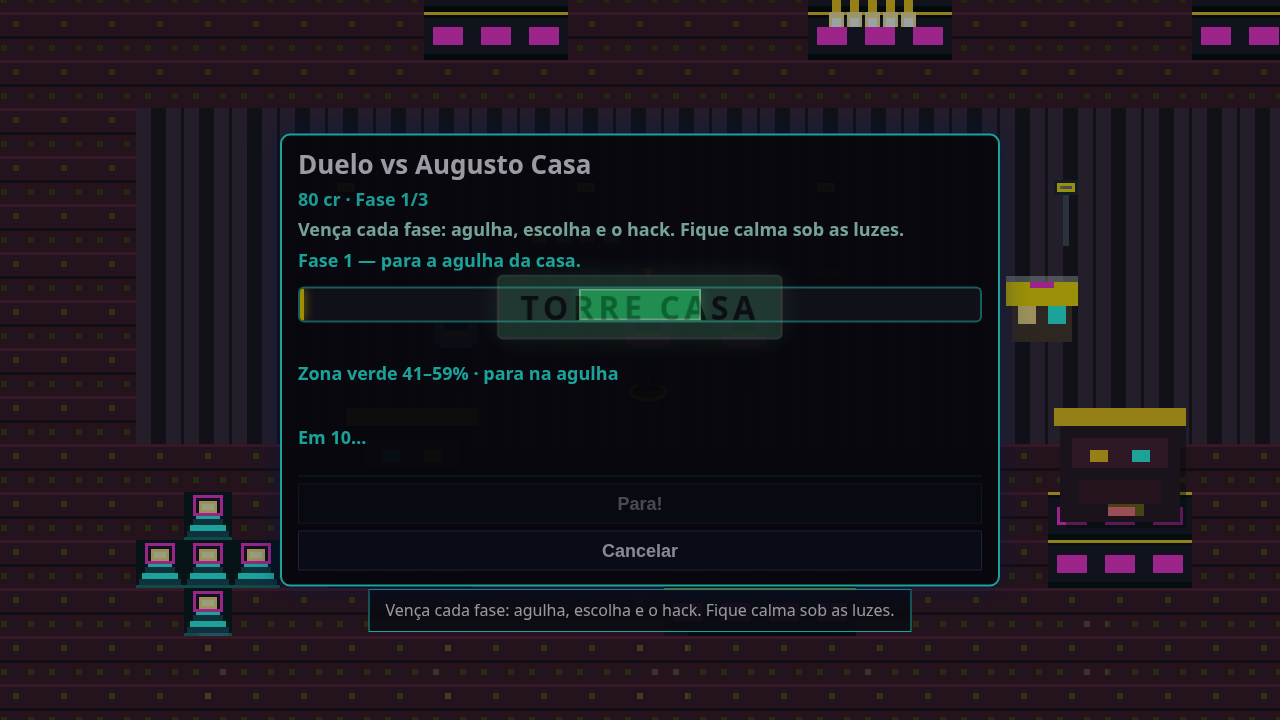 Duelo vs Augusto Casa
80 cr · Fase 1/3
Vença cada fase: agulha, escolha e o hack. Fique calma sob as luzes.
Fase 1 — para a agulha da casa.
TORRE CASA
Zona verde 41–59% · para na agulha
Em 10...
Para!
Cancelar
Vença cada fase: agulha, escolha e o hack. Fique calma sob as luzes.